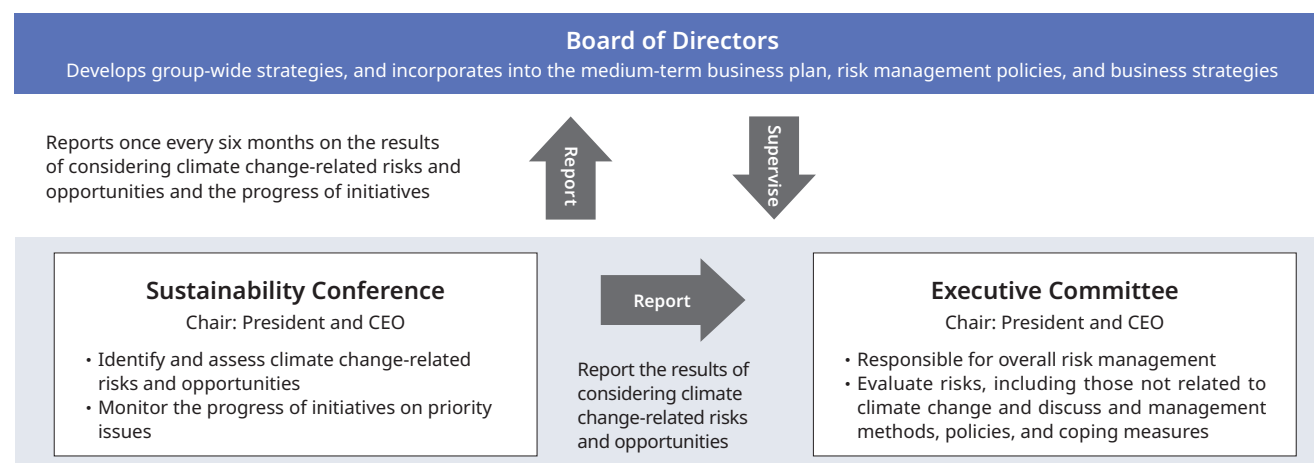 Board of Directors
Develops group-wide strategies, and incorporates into the medium-term business plan, risk management policies, and business strategies
Reports once every six months on the results
of considering climate change-related risks and
opportunities and the progress of initiatives
Report
Supervise
Sustainability Conference
Chair: President and CEO
・Identify and assess climate change-related
risks and opportunities
・Monitor the progress of initiatives on priority
issues
Report
Report the results of
considering climate
change-related risks
and opportunities
Executive Committee
Chair: President and CEO
・Responsible for overall risk management
・Evaluate risks, including those not related to
climate change and discuss and management
methods, policies, and coping measures